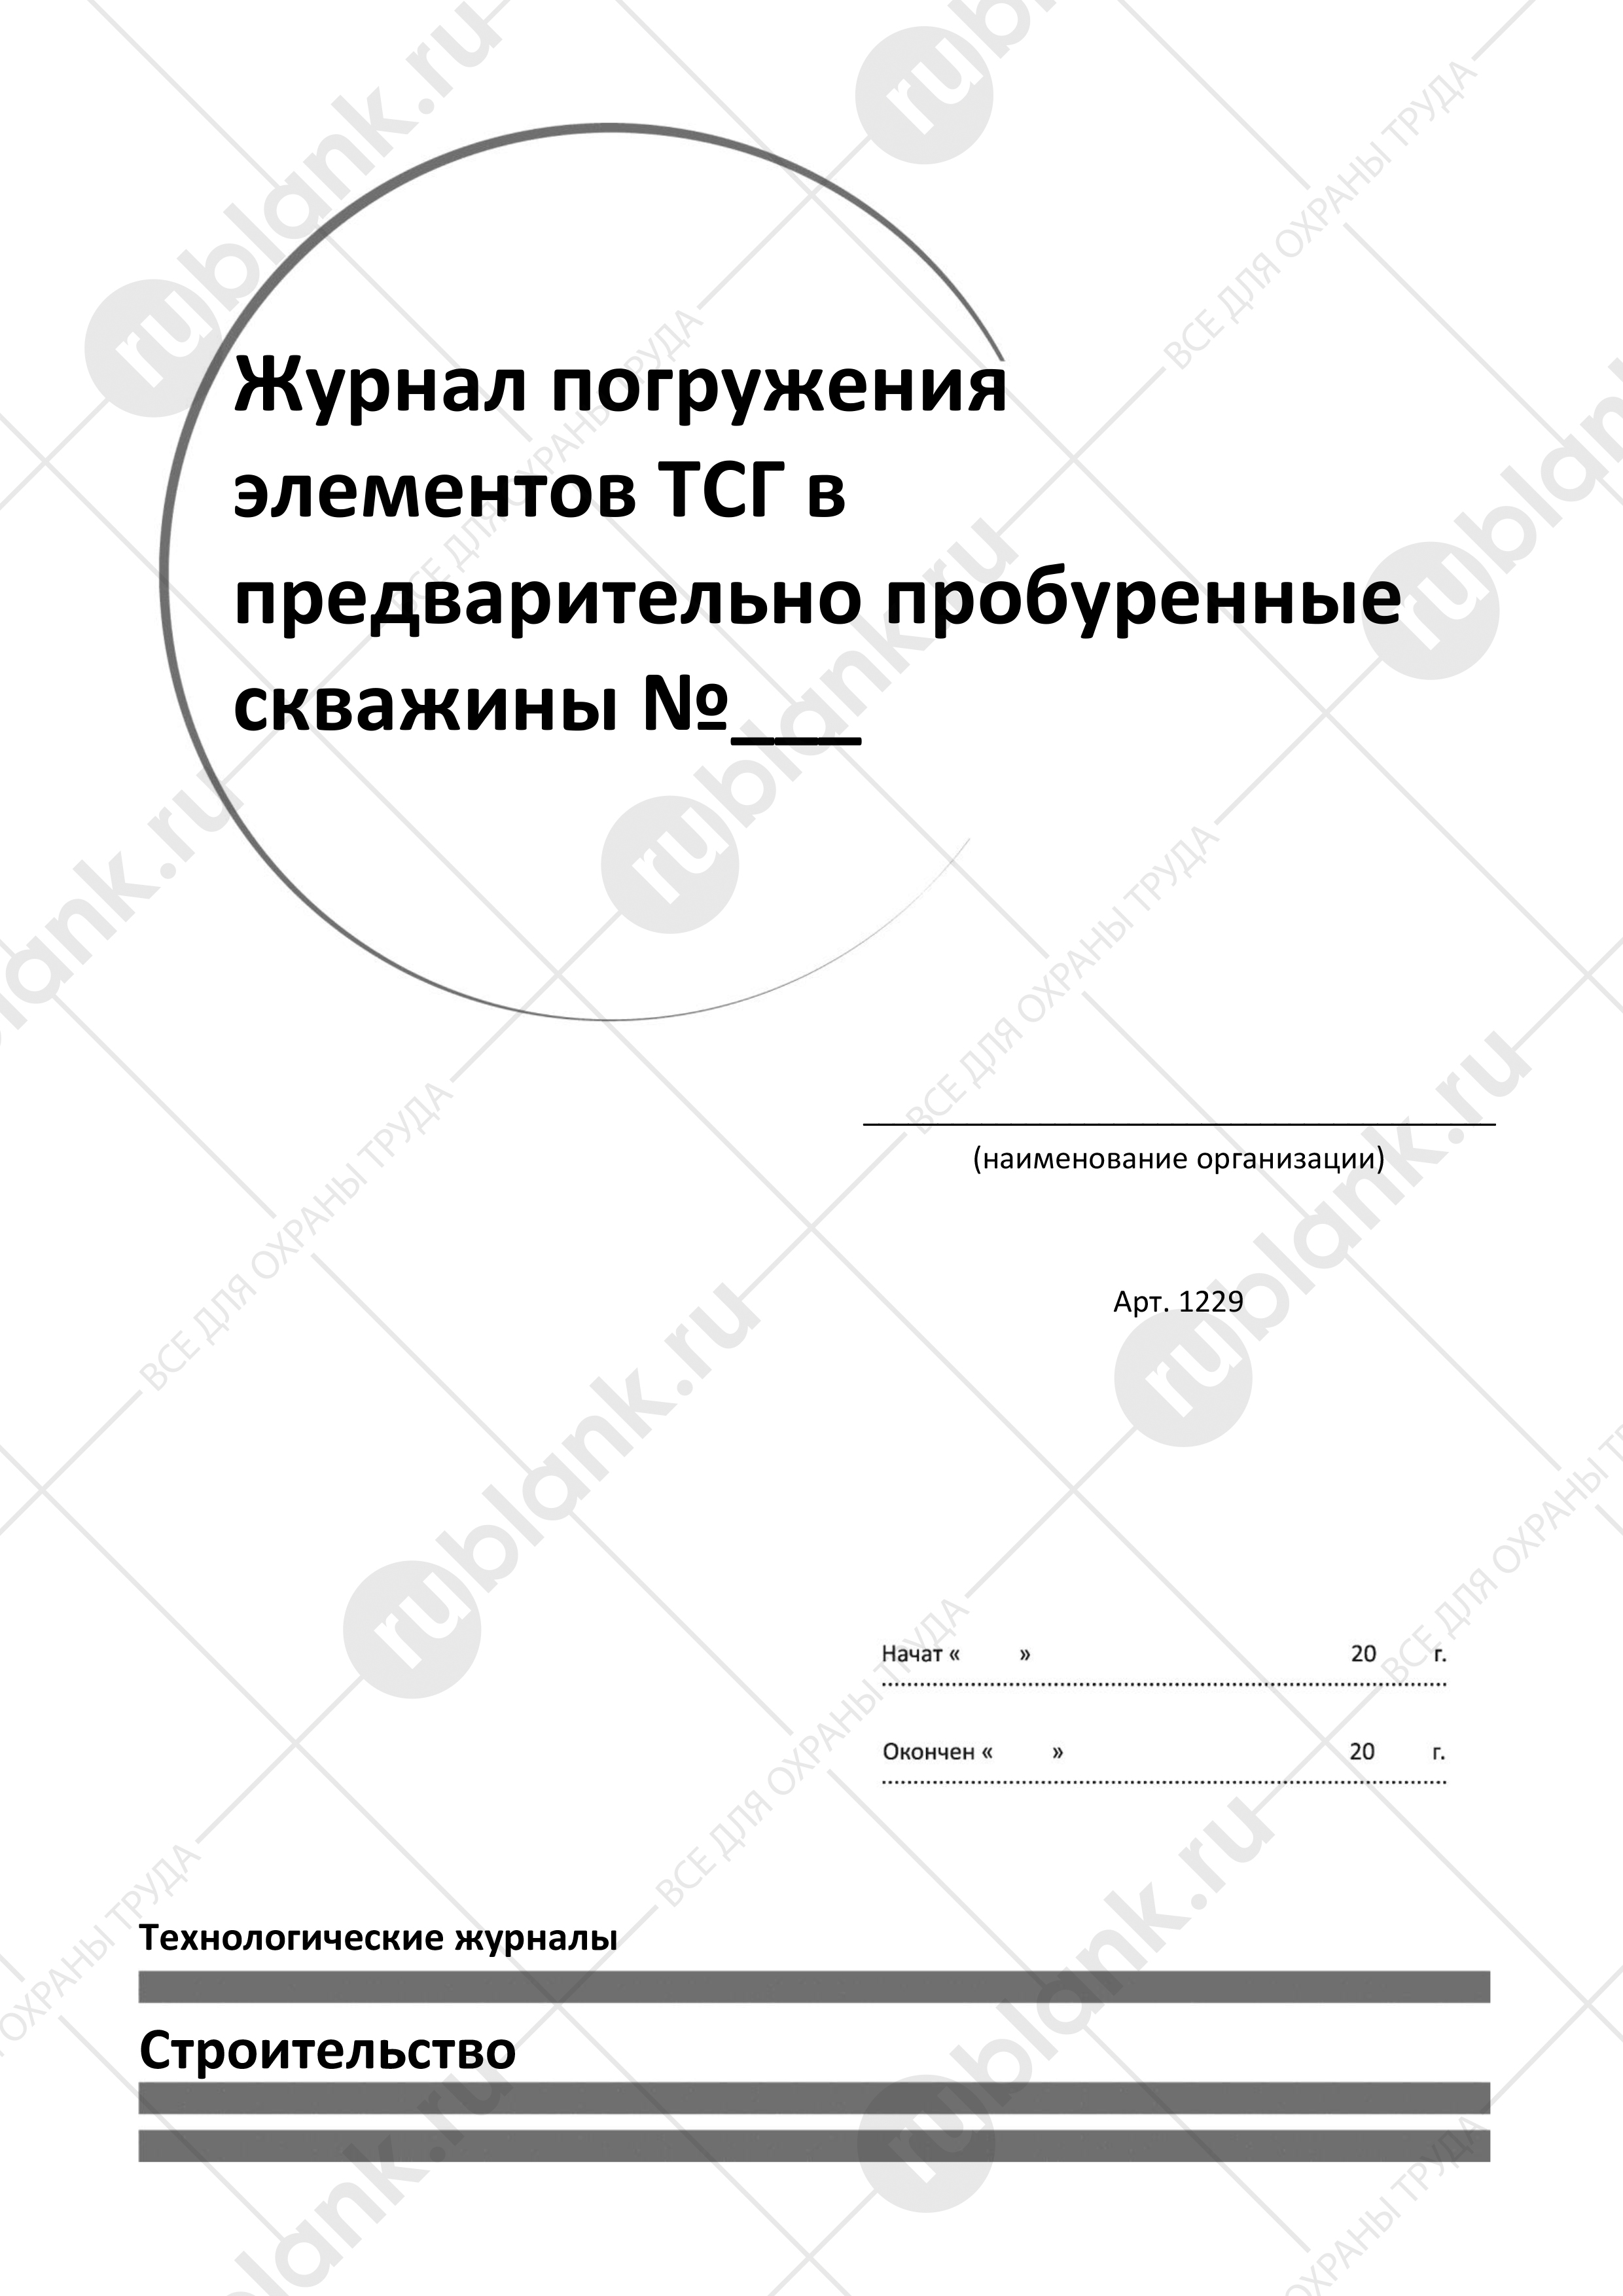 Журнал погружения
элементов ТСГ в
предварительно пробуренные
скважины №___
(наименование организации)
Арт. 1229
Начат « » 20 г.
Окончен « » 20 г.
Технологические журналы
Строительство
rublank.ru
ВСЕ ДЛЯ ОХРАНЫ ТРУДА